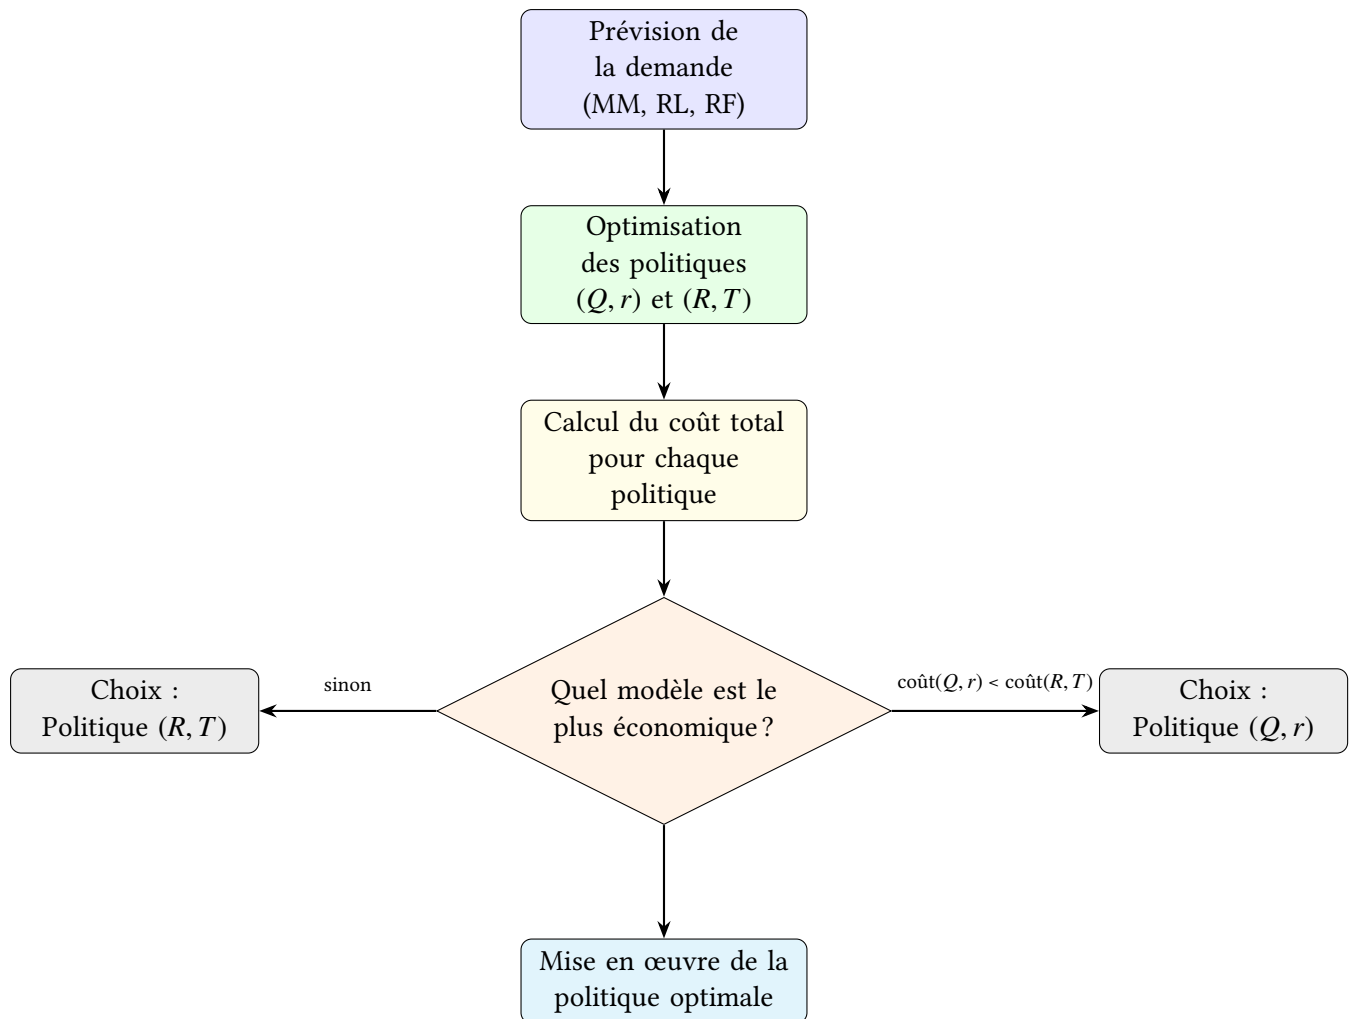 Prévision de
la demande
(MM, RL, RF)
Optimisation
des politiques
(Q, r) et (R, T)
Calcul du coût total
pour chaque
politique
Quel modèle est le
plus économique ?
sinon
coût(Q, r) < coût(R, T)
Choix :
Politique (R, T)
Choix :
Politique (Q, r)
Mise en œuvre de la
politique optimale